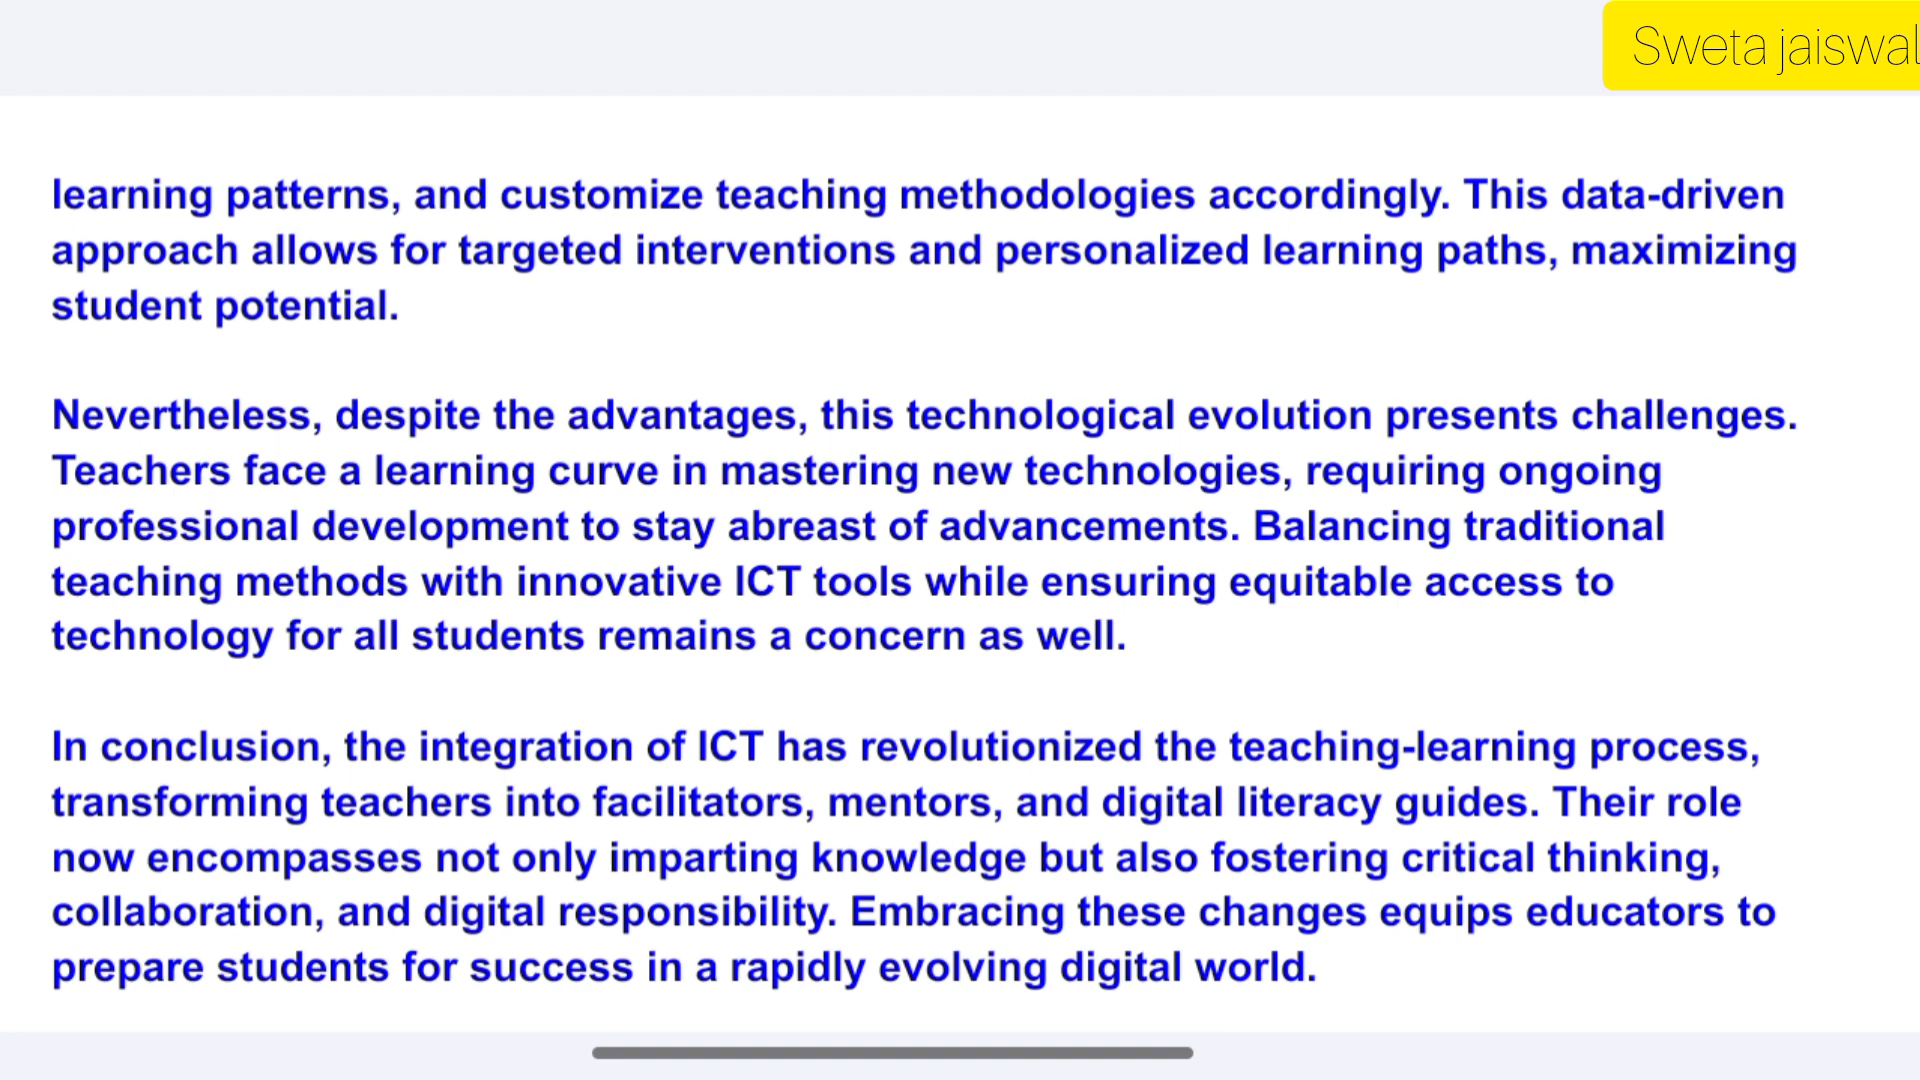 Sweta jaiswal
learning patterns, and customize teaching methodologies accordingly. This data-driven
approach allows for targeted interventions and personalized learning paths, maximizing
student potential.
Nevertheless, despite the advantages, this technological evolution presents challenges.
Teachers face a learning curve in mastering new technologies, requiring ongoing
professional development to stay abreast of advancements. Balancing traditional
teaching methods with innovative ICT tools while ensuring equitable access to
technology for all students remains a concern as well.
In conclusion, the integration of ICT has revolutionized the teaching-learning process,
transforming teachers into facilitators, mentors, and digital literacy guides. Their role
now encompasses not only imparting knowledge but also fostering critical thinking,
collaboration, and digital responsibility. Embracing these changes equips educators to
prepare students for success in a rapidly evolving digital world.